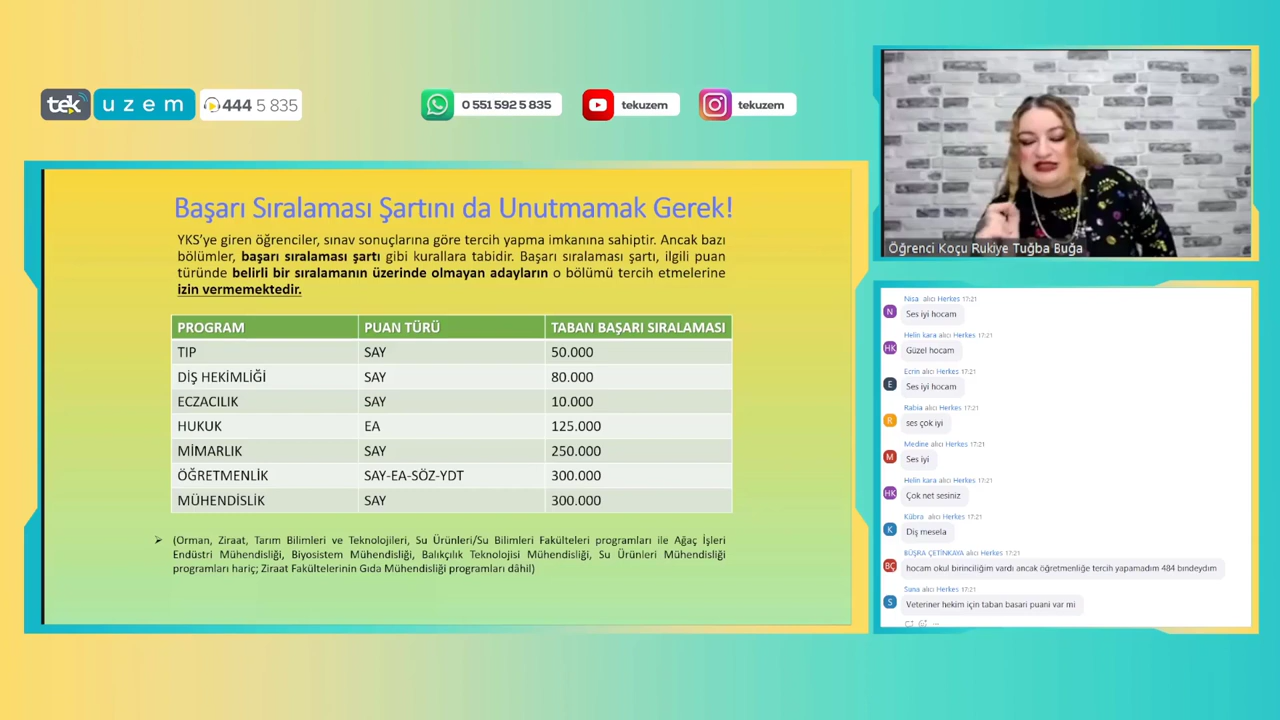 tek uzem 444 5 835
0 551 592 5 835
tekuzem
tekuzem
Başarı Sıralaması Şartını da Unutmamak Gerek!
YKS'ye giren öğrenciler, sınav sonuçlarına göre tercih yapma imkanına sahiptir. Ancak bazı
bölümler, başarı sıralaması şartı gibi kurallara tabidir. Başarı sıralaması şartı, ilgili puan
türünde belirli bir sıralamanın üzerinde olmayan adayların o bölümü tercih etmelerine
izin vermemektedir.
PROGRAM PUAN TÜRÜ TABAN BAŞARI SIRALAMASI
TIP SAY 50.000
DİŞ HEKİMLİĞİ SAY 80.000
ECZACILIK SAY 10.000
HUKUK EA 125.000
MİMARLIK SAY 250.000
ÖĞRETMENLİK SAY-EA-SÖZ-YDT 300.000
MÜHENDİSLİK SAY 300.000
(Orman, Ziraat, Tarım Bilimleri ve Teknolojileri, Su Ürünleri/Su Bilimleri Fakülteleri programları ile Ağaç İşleri
Endüstri Mühendisliği, Biyosistem Mühendisliği, Balıkçılık Teknolojisi Mühendisliği, Su Ürünleri Mühendisliği
programları hariç; Ziraat Fakültelerinin Gıda Mühendisliği programları dâhil)
Öğrenci Koçu Rukiye Tuğba Buğa
Nisa alıcı Herkes 17:21
N
Ses iyi hocam
Helin kara alıcı Herkes 17:21
HK
Güzel hocam
Ecrin alıcı Herkes 17:21
E
Ses iyi hocam
Rabia alıcı Herkes 17:21
R
ses çok iyi
Medine alıcı Herkes 17:21
M
Ses iyi
Helin kara alıcı Herkes 17:21
HK
Çok net sesiniz
Kübra alıcı Herkes 17:21
K
Diş mesela
BÜŞRA ÇETİNKAYA alıcı Herkes 17:21
BÇ
hocam okul birinciliğim vardı ancak öğretmenliğe tercih yapamadım 484 bındeydım
Suna alıcı Herkes 17:21
S
Veteriner hekim için taban basari puani var mi